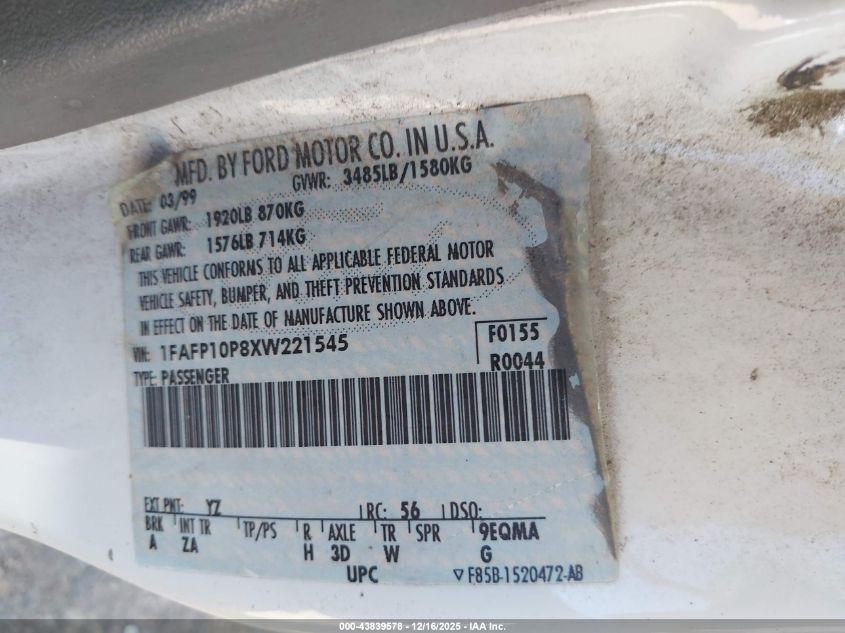 MFD. BY FORD MOTOR CO. IN U.S.A.
DATE: 03/99 GVWR: 3485LB/1580KG
FRONT GAWR: 1920LB 870KG
REAR GAWR: 1576LB 714KG
THIS VEHICLE CONFORMS TO ALL APPLICABLE FEDERAL MOTOR
VEHICLE SAFETY, BUMPER, AND THEFT PREVENTION STANDARDS
IN EFFECT ON THE DATE OF MANUFACTURE SHOWN ABOVE.
VIN: 1FAFP10P8XW221545 F0155
TYPE: PASSENGER R0044
EXT PNT: YZ RC: 56 DSO:
BRK INT TR TP/PS R AXLE TR SPR 9EQMA
A ZA H 3D W G
UPC ▽ F85B-1520472-AB
000-43839578 - 12/16/2025 - IAA Inc.